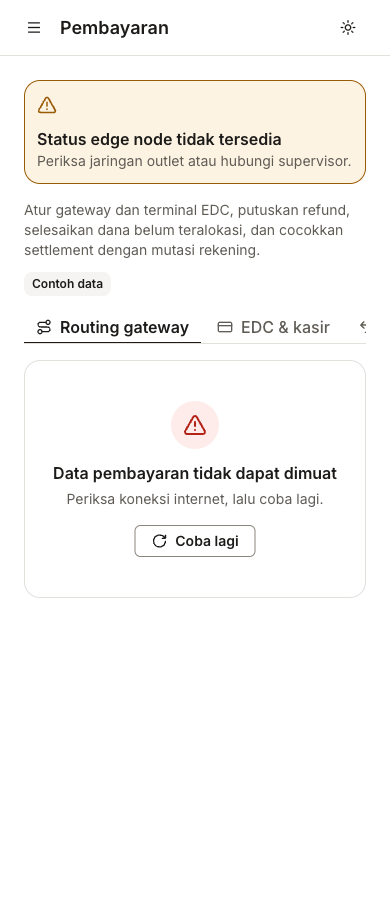 Pembayaran
Status edge node tidak tersedia
Periksa jaringan outlet atau hubungi supervisor.
Atur gateway dan terminal EDC, putuskan refund,
selesaikan dana belum teralokasi, dan cocokkan
settlement dengan mutasi rekening.
Contoh data
Routing gateway
EDC & kasir
Data pembayaran tidak dapat dimuat
Periksa koneksi internet, lalu coba lagi.
Coba lagi